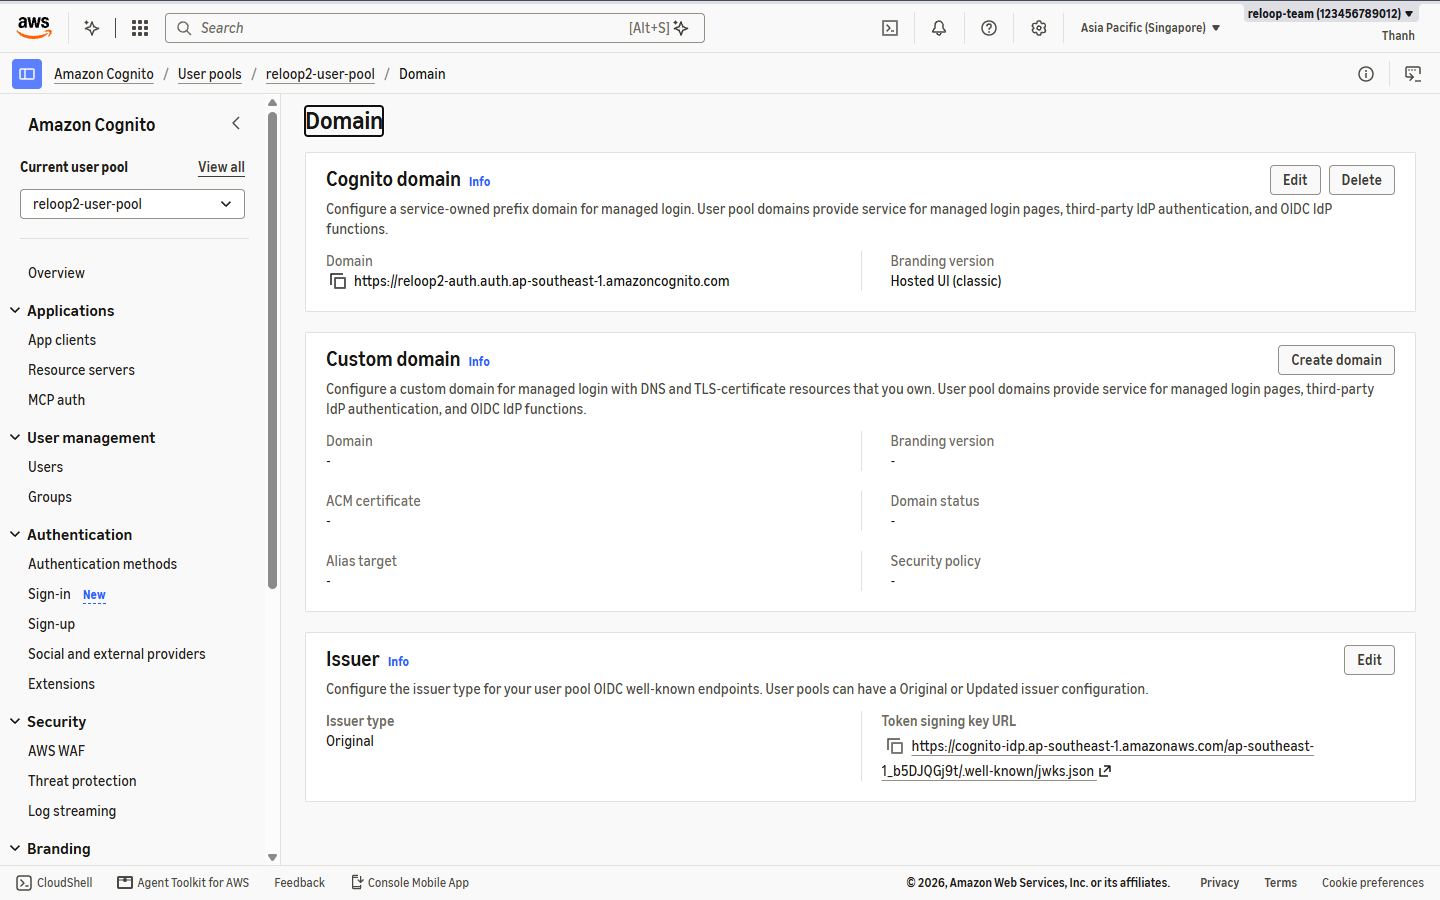 aws
Search
[Alt+S]
Asia Pacific (Singapore)
reloop-team (123456789012)
Thanh
Amazon Cognito / User pools / reloop2-user-pool / Domain
Amazon Cognito
Current user pool
View all
reloop2-user-pool
Overview
Applications
App clients
Resource servers
MCP auth
User management
Users
Groups
Authentication
Authentication methods
Sign-in New
Sign-up
Social and external providers
Extensions
Security
AWS WAF
Threat protection
Log streaming
Branding
Domain
Cognito domain Info
Edit
Delete
Configure a service-owned prefix domain for managed login. User pool domains provide service for managed login pages, third-party IdP authentication, and OIDC IdP
functions.
Domain
https://reloop2-auth.auth.ap-southeast-1.amazoncognito.com
Branding version
Hosted UI (classic)
Custom domain Info
Create domain
Configure a custom domain for managed login with DNS and TLS-certificate resources that you own. User pool domains provide service for managed login pages, third-party
IdP authentication, and OIDC IdP functions.
Domain
-
Branding version
-
ACM certificate
-
Domain status
-
Alias target
-
Security policy
-
Issuer Info
Edit
Configure the issuer type for your user pool OIDC well-known endpoints. User pools can have a Original or Updated issuer configuration.
Issuer type
Original
Token signing key URL
https://cognito-idp.ap-southeast-1.amazonaws.com/ap-southeast-
1_b5DJQGj9t/.well-known/jwks.json
CloudShell
Agent Toolkit for AWS
Feedback
Console Mobile App
© 2026, Amazon Web Services, Inc. or its affiliates.
Privacy
Terms
Cookie preferences